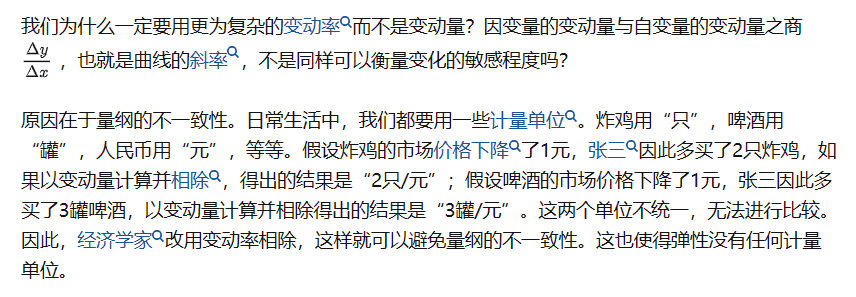 我们为什么一定要用更为复杂的变动率而不是变动量？因变量的变动量与自变量的变动量之商
Δy/Δx，也就是曲线的斜率，不是同样可以衡量变化的敏感程度吗？
原因在于量纲的不一致性。日常生活中，我们都要用一些计量单位。炸鸡用“只”，啤酒用
“罐”，人民币用“元”，等等。假设炸鸡的市场价格下降了1元，张三因此多买了2只炸鸡，如
果以变动量计算并相除，得出的结果是“2只/元”；假设啤酒的市场价格下降了1元，张三因此多
买了3罐啤酒，以变动量计算并相除得出的结果是“3罐/元”。这两个单位不统一，无法进行比较。
因此，经济学家改用变动率相除，这样就可以避免量纲的不一致性。这也使得弹性没有任何计量
单位。